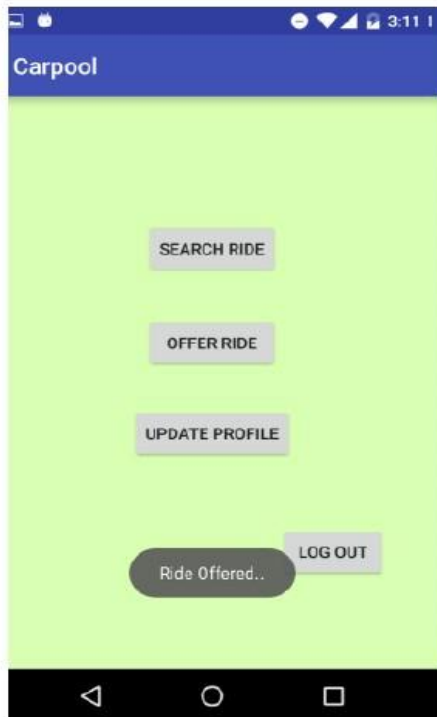 3:11
Carpool
SEARCH RIDE
OFFER RIDE
UPDATE PROFILE
LOG OUT
Ride Offered..